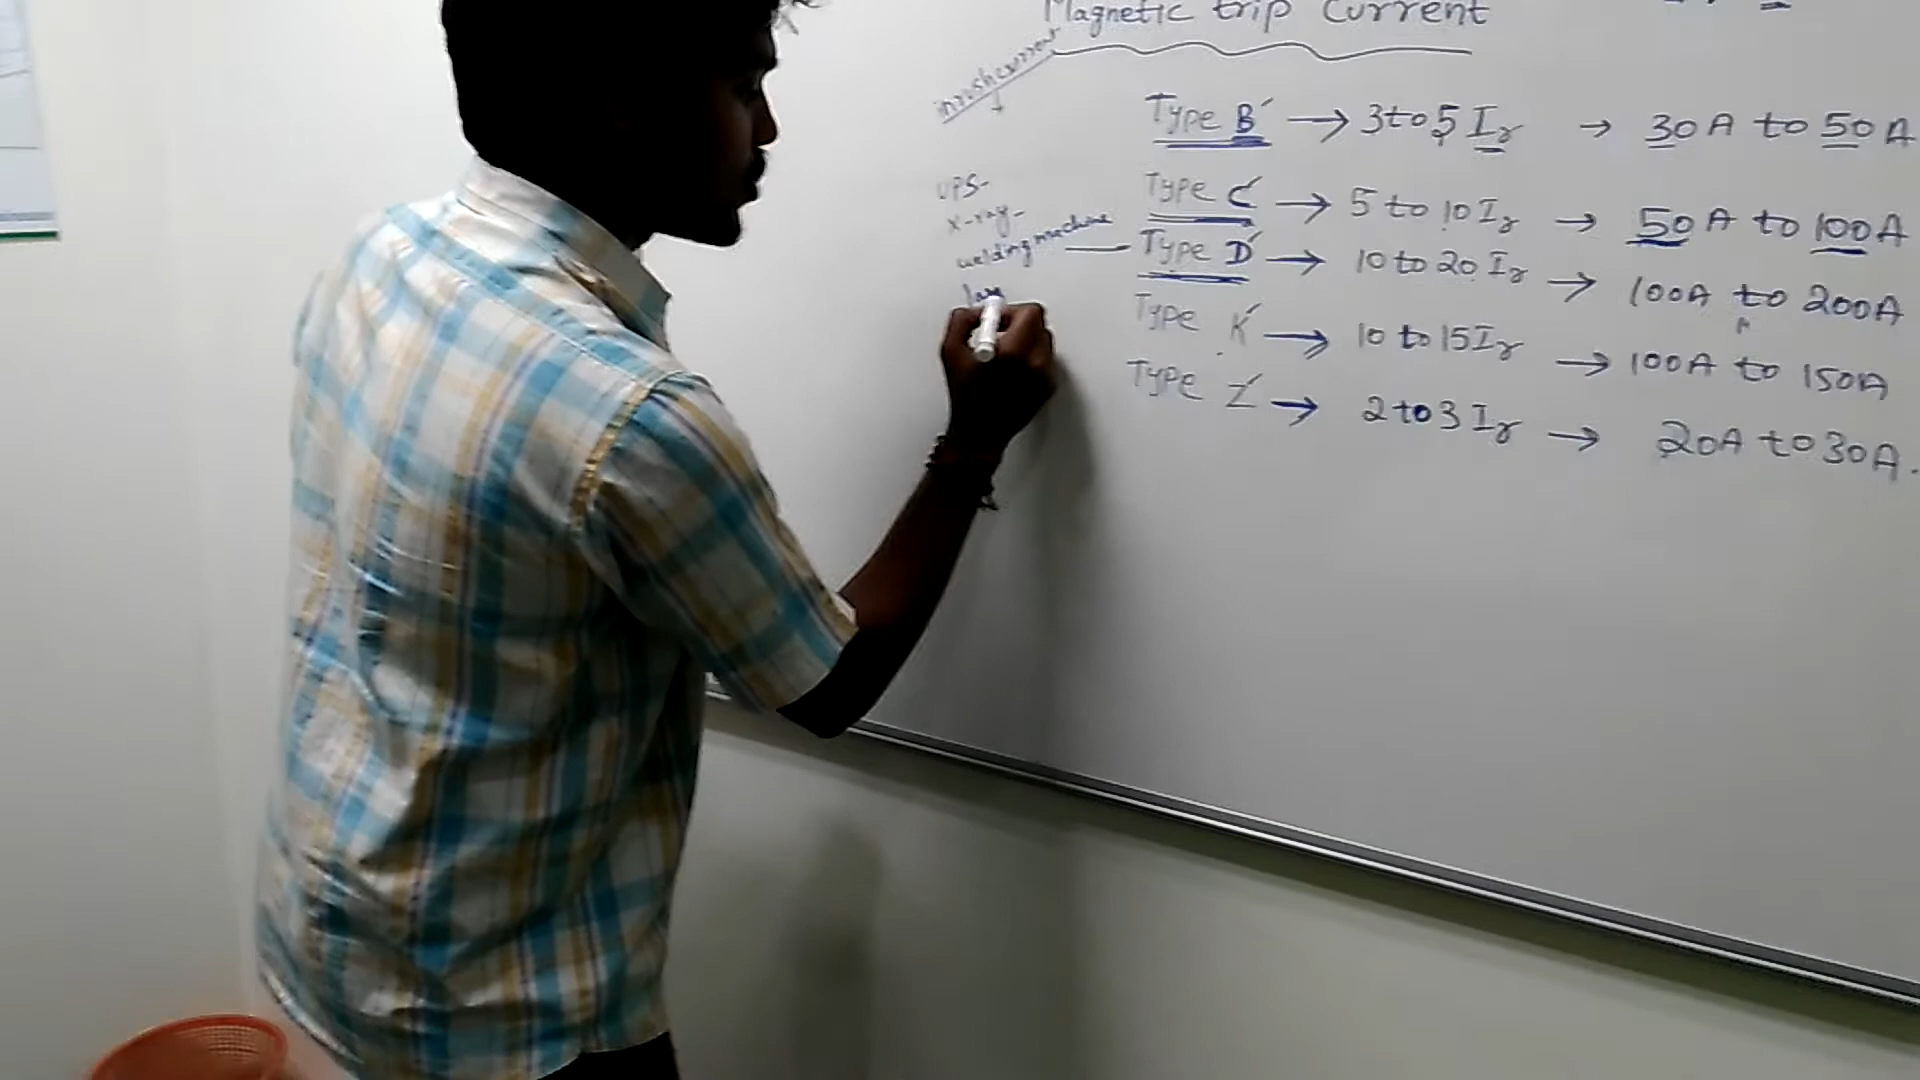 Magnetic trip Current
inrush current
Type B → 3 to 5 Ir → 30A to 50A
Type C → 5 to 10 Ir → 50A to 100A
Type D → 10 to 20 Ir → 100A to 200A
Type K → 10 to 15 Ir → 100A to 150A
Type Z → 2 to 3 Ir → 20A to 30A.
UPS-
X-ray-
welding machine